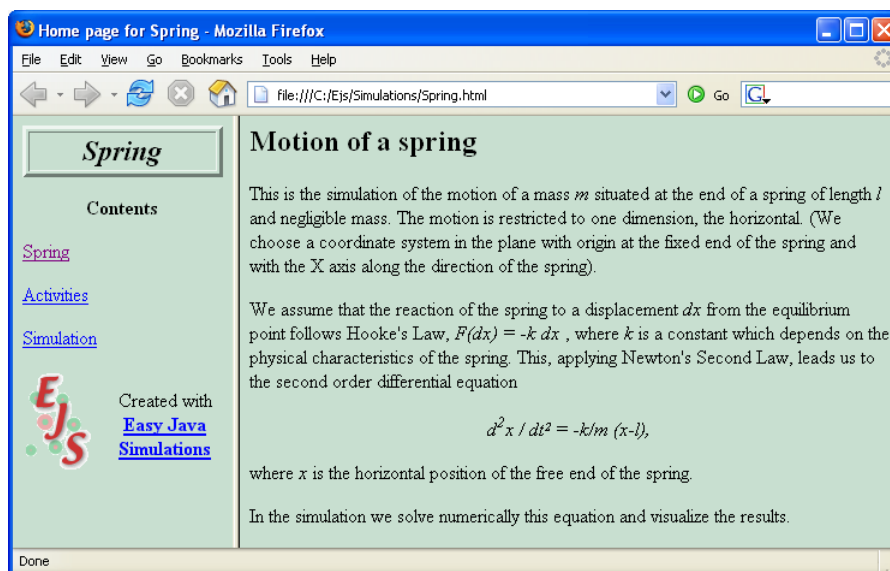 Home page for Spring - Mozilla Firefox
File Edit View Go Bookmarks Tools Help
file:///C:/Ejs/Simulations/Spring.html Go G
Spring
Contents
Spring
Activities
Simulation
EJS
Created with
Easy Java
Simulations
Motion of a spring
This is the simulation of the motion of a mass m situated at the end of a spring of length l
and negligible mass. The motion is restricted to one dimension, the horizontal. (We
choose a coordinate system in the plane with origin at the fixed end of the spring and
with the X axis along the direction of the spring).
We assume that the reaction of the spring to a displacement dx from the equilibrium
point follows Hooke's Law, F(dx) = -k dx , where k is a constant which depends on the
physical characteristics of the spring. This, applying Newton's Second Law, leads us to
the second order differential equation
d² x / dt² = -k/m (x-l),
where x is the horizontal position of the free end of the spring.
In the simulation we solve numerically this equation and visualize the results.
Done